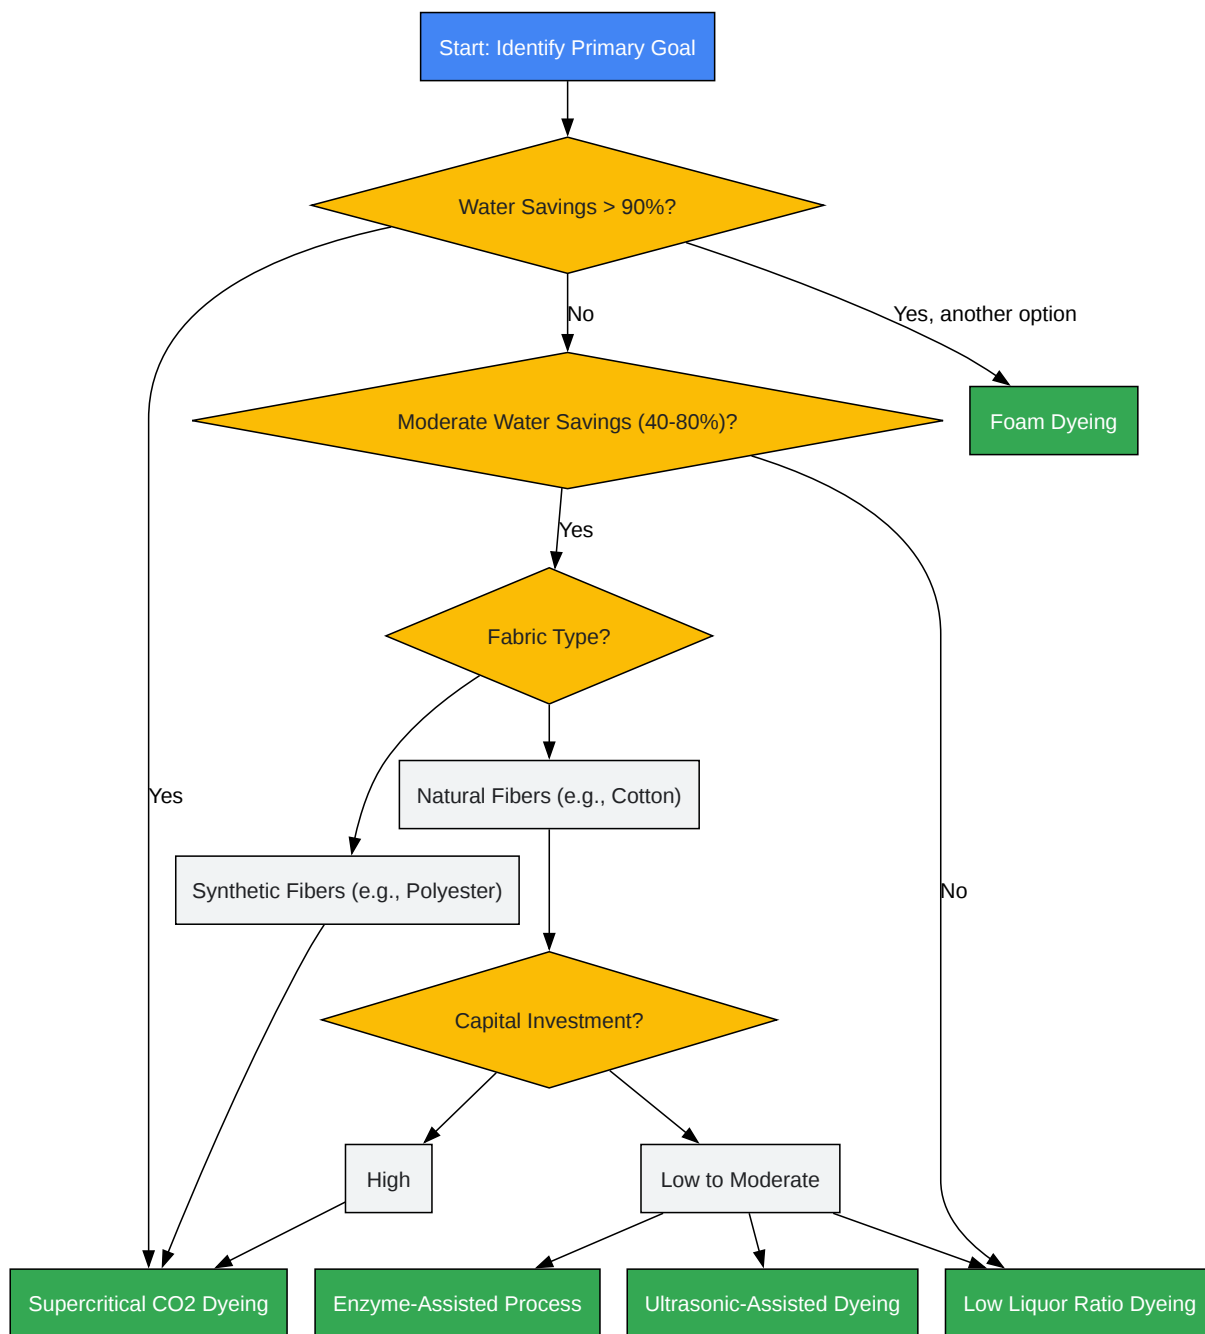 Start: Identify Primary Goal
Water Savings > 90%?
No
Yes, another option
Moderate Water Savings (40-80%)?
Foam Dyeing
Yes
Fabric Type?
Yes
Natural Fibers (e.g., Cotton)
Synthetic Fibers (e.g., Polyester)
No
Capital Investment?
High
Low to Moderate
Supercritical CO2 Dyeing
Enzyme-Assisted Process
Ultrasonic-Assisted Dyeing
Low Liquor Ratio Dyeing